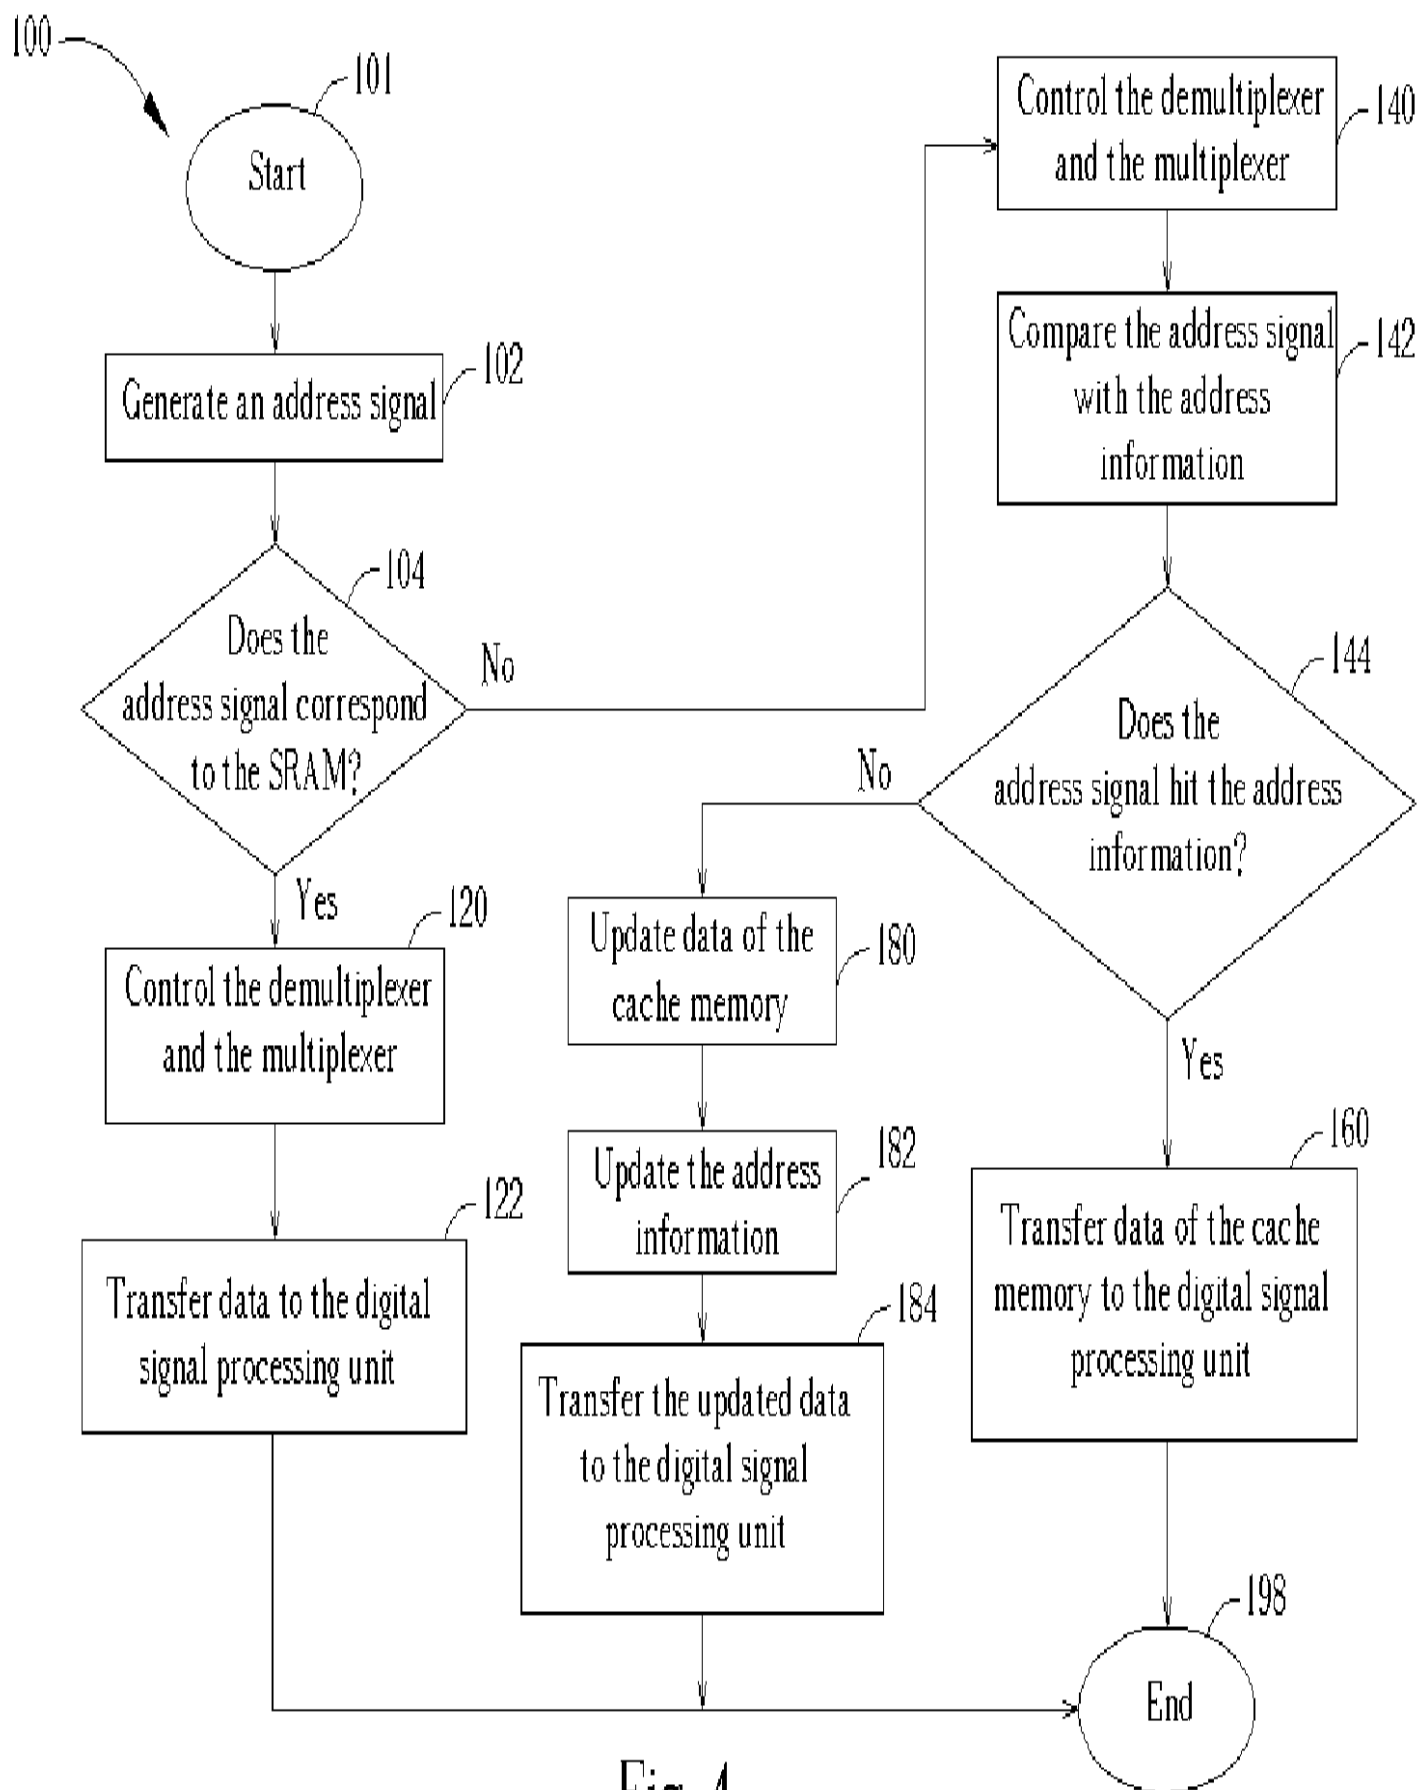 100
101
Start
102
Generate an address signal
104
Does the
address signal correspond
to the SRAM?
No
Yes
120
Control the demultiplexer
and the multiplexer
122
Transfer data to the digital
signal processing unit
140
Control the demultiplexer
and the multiplexer
142
Compare the address signal
with the address
information
144
Does the
address signal hit the address
information?
No
Yes
180
Update data of the
cache memory
182
Update the address
information
184
Transfer the updated data
to the digital signal
processing unit
160
Transfer data of the cache
memory to the digital signal
processing unit
198
End
Fig. 4